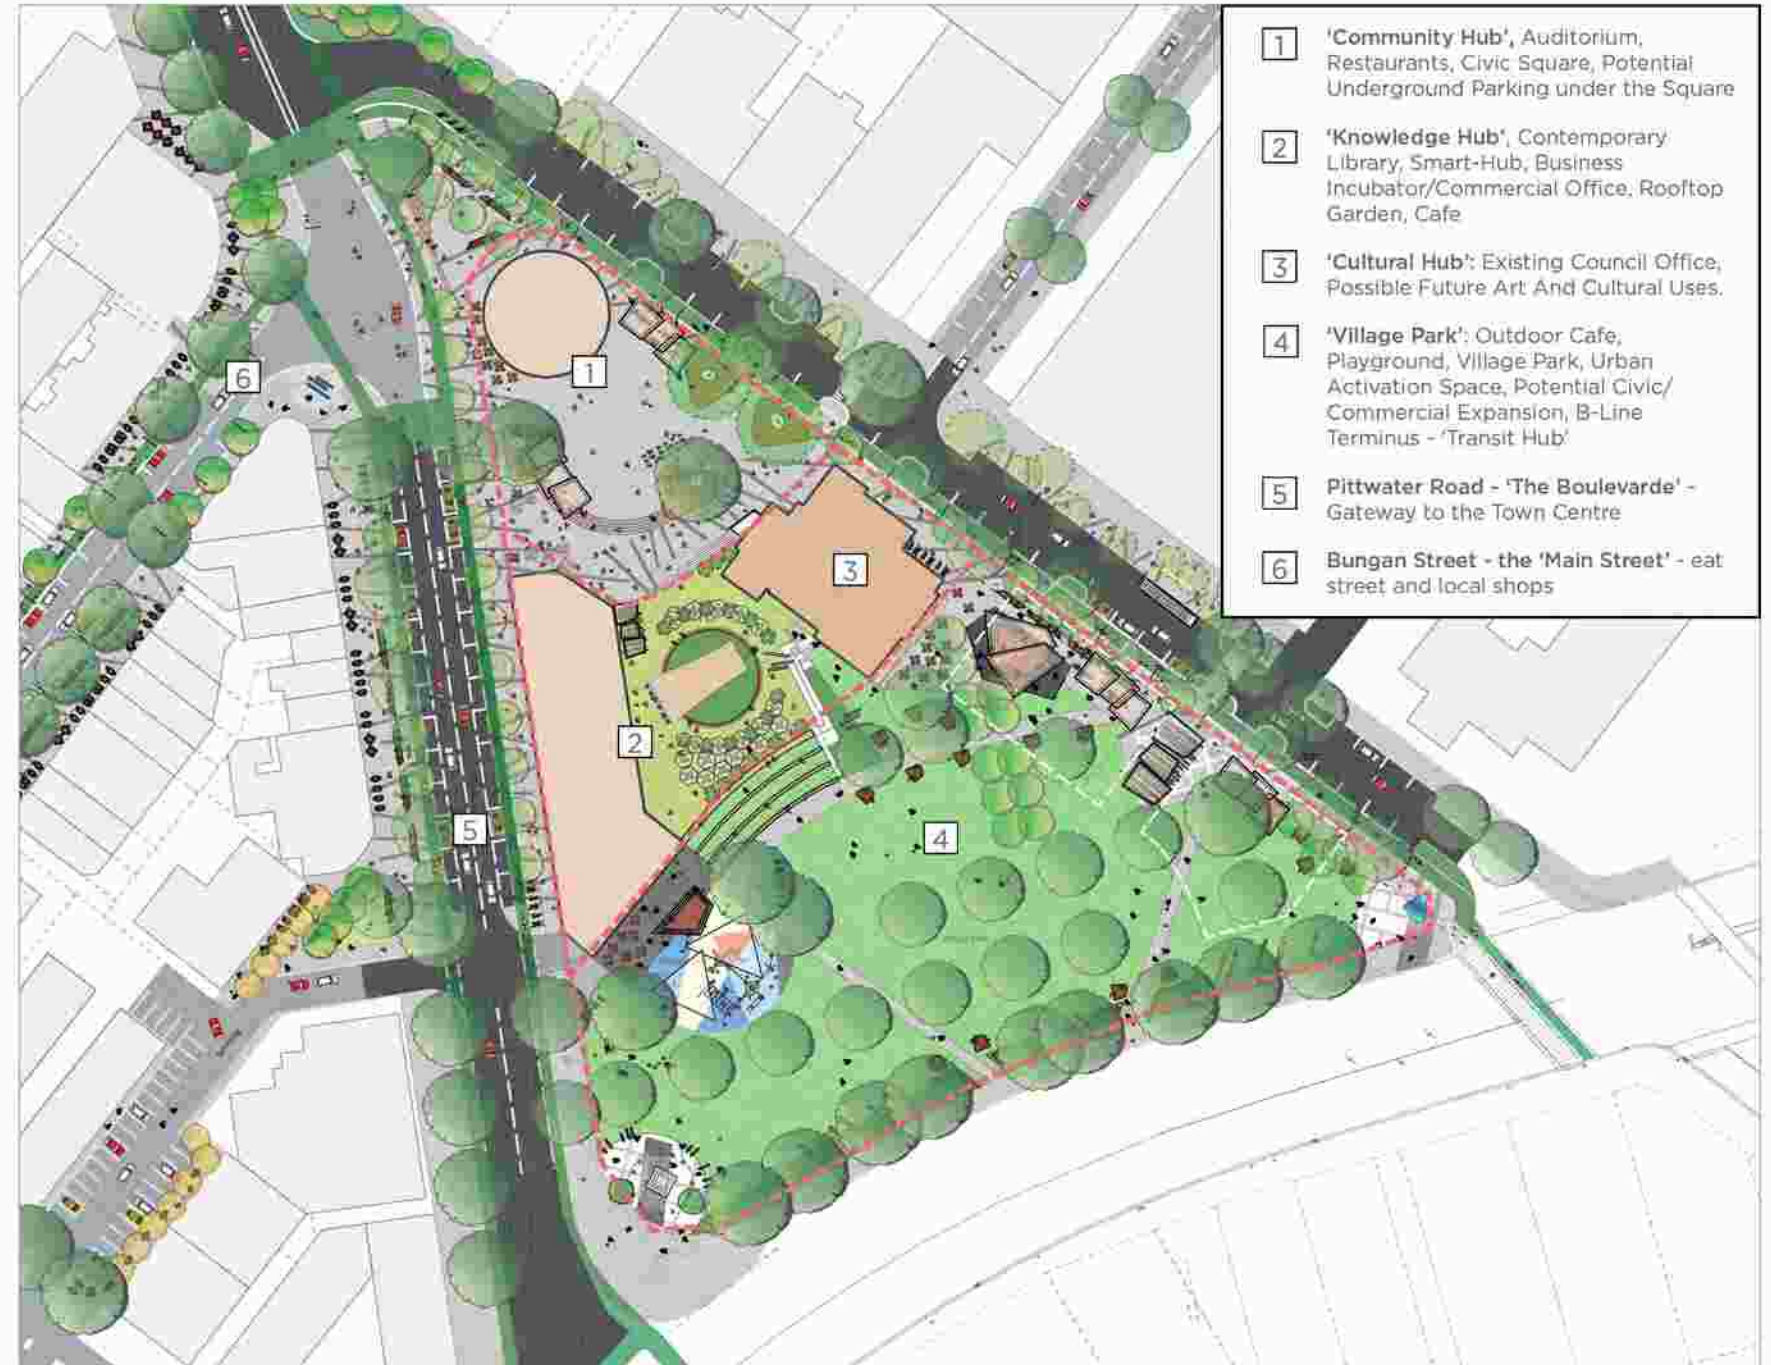 1
‘Community Hub’, Auditorium,
Restaurants, Civic Square, Potential
Underground Parking under the Square
2
‘Knowledge Hub’, Contemporary
Library, Smart-Hub, Business
Incubator/Commercial Office, Rooftop
Garden, Cafe
3
‘Cultural Hub’: Existing Council Office,
Possible Future Art And Cultural Uses.
4
‘Village Park’: Outdoor Cafe,
Playground, Village Park, Urban
Activation Space, Potential Civic/
Commercial Expansion, B-Line
Terminus - ‘Transit Hub’
5
Pittwater Road - ‘The Boulevarde’ -
Gateway to the Town Centre
6
Bungan Street - the ‘Main Street’ - eat
street and local shops
1
6
3
2
5
4